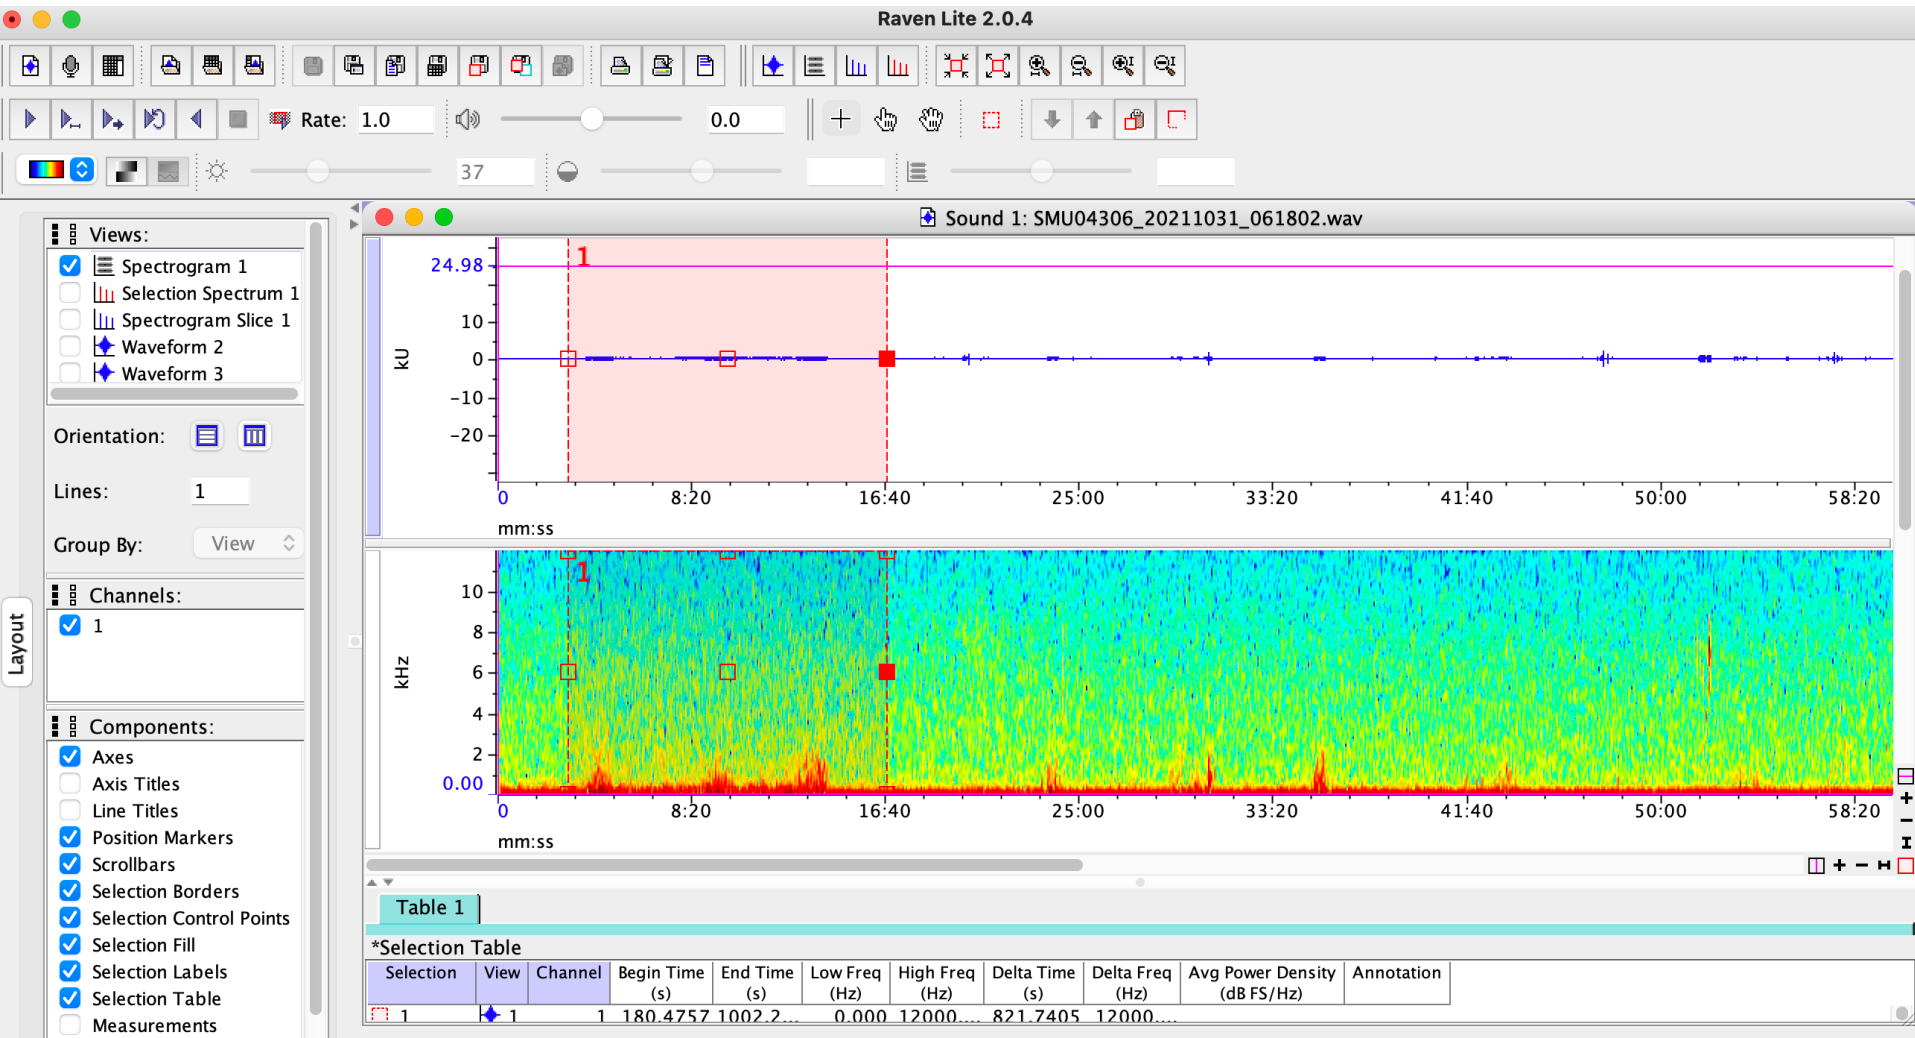 Raven Lite 2.0.4
Rate: 1.0 0.0
37
Views:
Spectrogram 1
Selection Spectrum 1
Spectrogram Slice 1
Waveform 2
Waveform 3
Orientation:
Lines: 1
Group By: View
Channels:
1
Components:
Axes
Axis Titles
Line Titles
Position Markers
Scrollbars
Selection Borders
Selection Control Points
Selection Fill
Selection Labels
Selection Table
Measurements
Layout
Sound 1: SMU04306_20211031_061802.wav
1
24.98
10
0
-10
-20
kU
0 8:20 16:40 25:00 33:20 41:40 50:00 58:20
mm:ss
1
10
8
6
4
2
0.00
kHz
0 8:20 16:40 25:00 33:20 41:40 50:00 58:20
mm:ss
Table 1
*Selection Table
Selection View Channel Begin Time (s) End Time (s) Low Freq (Hz) High Freq (Hz) Delta Time (s) Delta Freq (Hz) Avg Power Density (dB FS/Hz) Annotation
1 1 1 180.4757 1002.2... 0.000 12000.... 821.7405 12000....